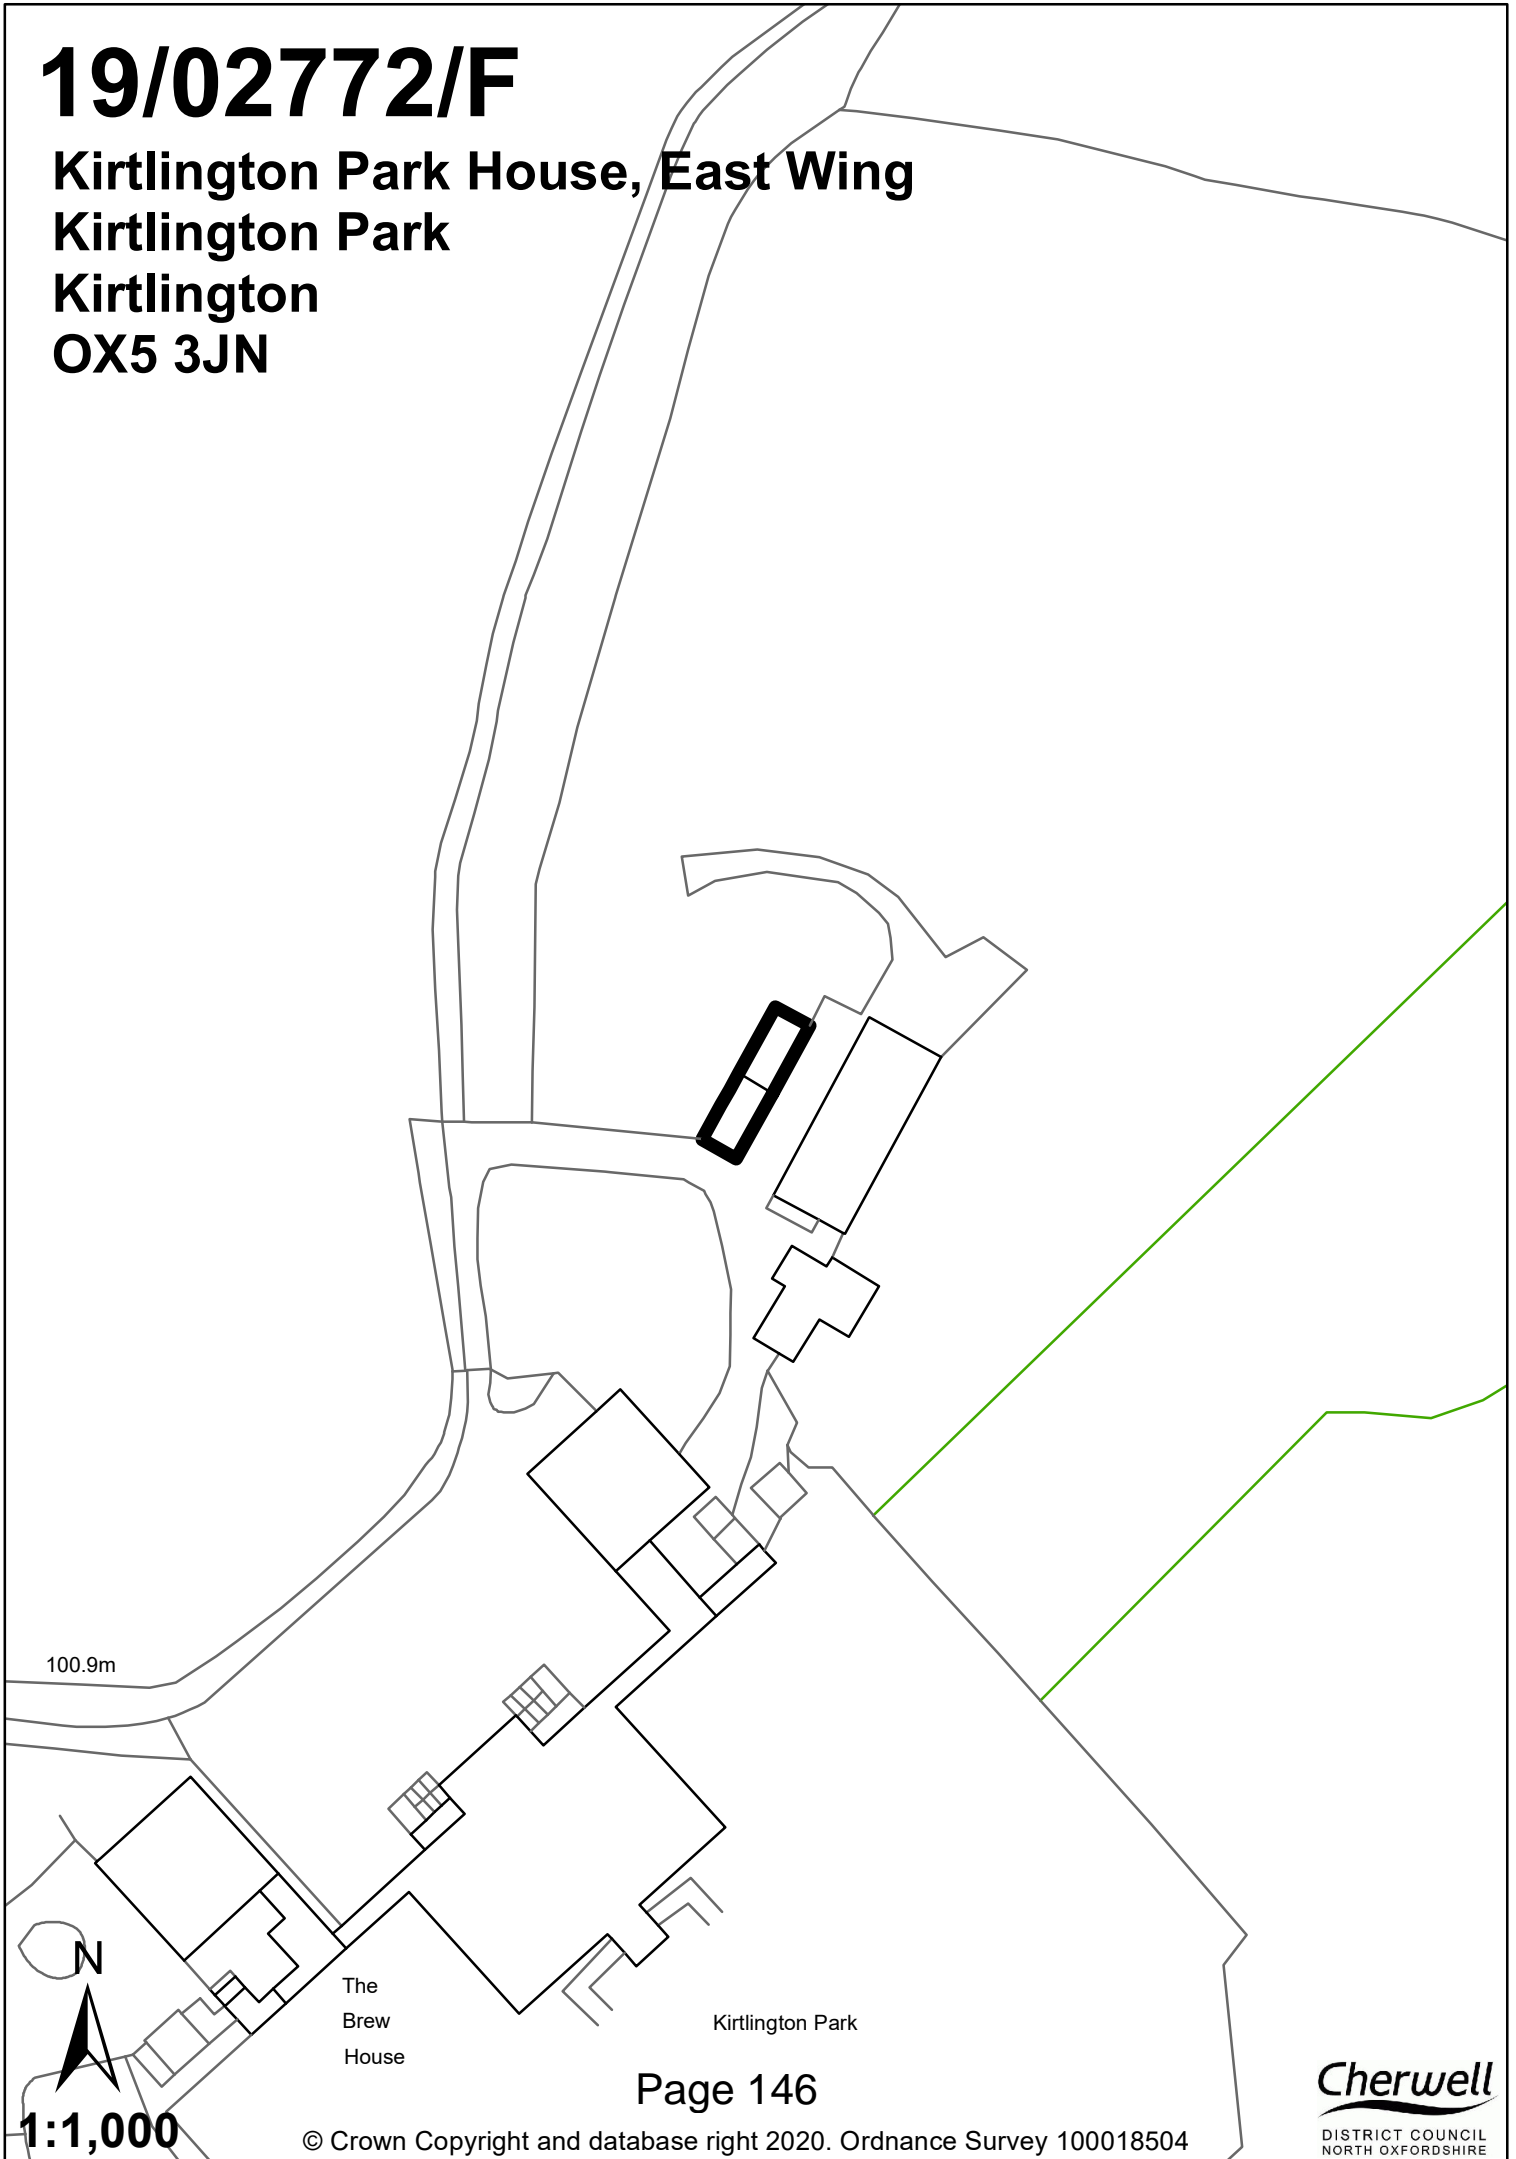 19/02772/F
Kirtlington Park House, East Wing
Kirtlington Park
Kirtlington
OX5 3JN
100.9m
N
The
Brew
House
Kirtlington Park
Page 146
1:1,000
© Crown Copyright and database right 2020. Ordnance Survey 100018504
Cherwell
DISTRICT COUNCIL
NORTH OXFORDSHIRE